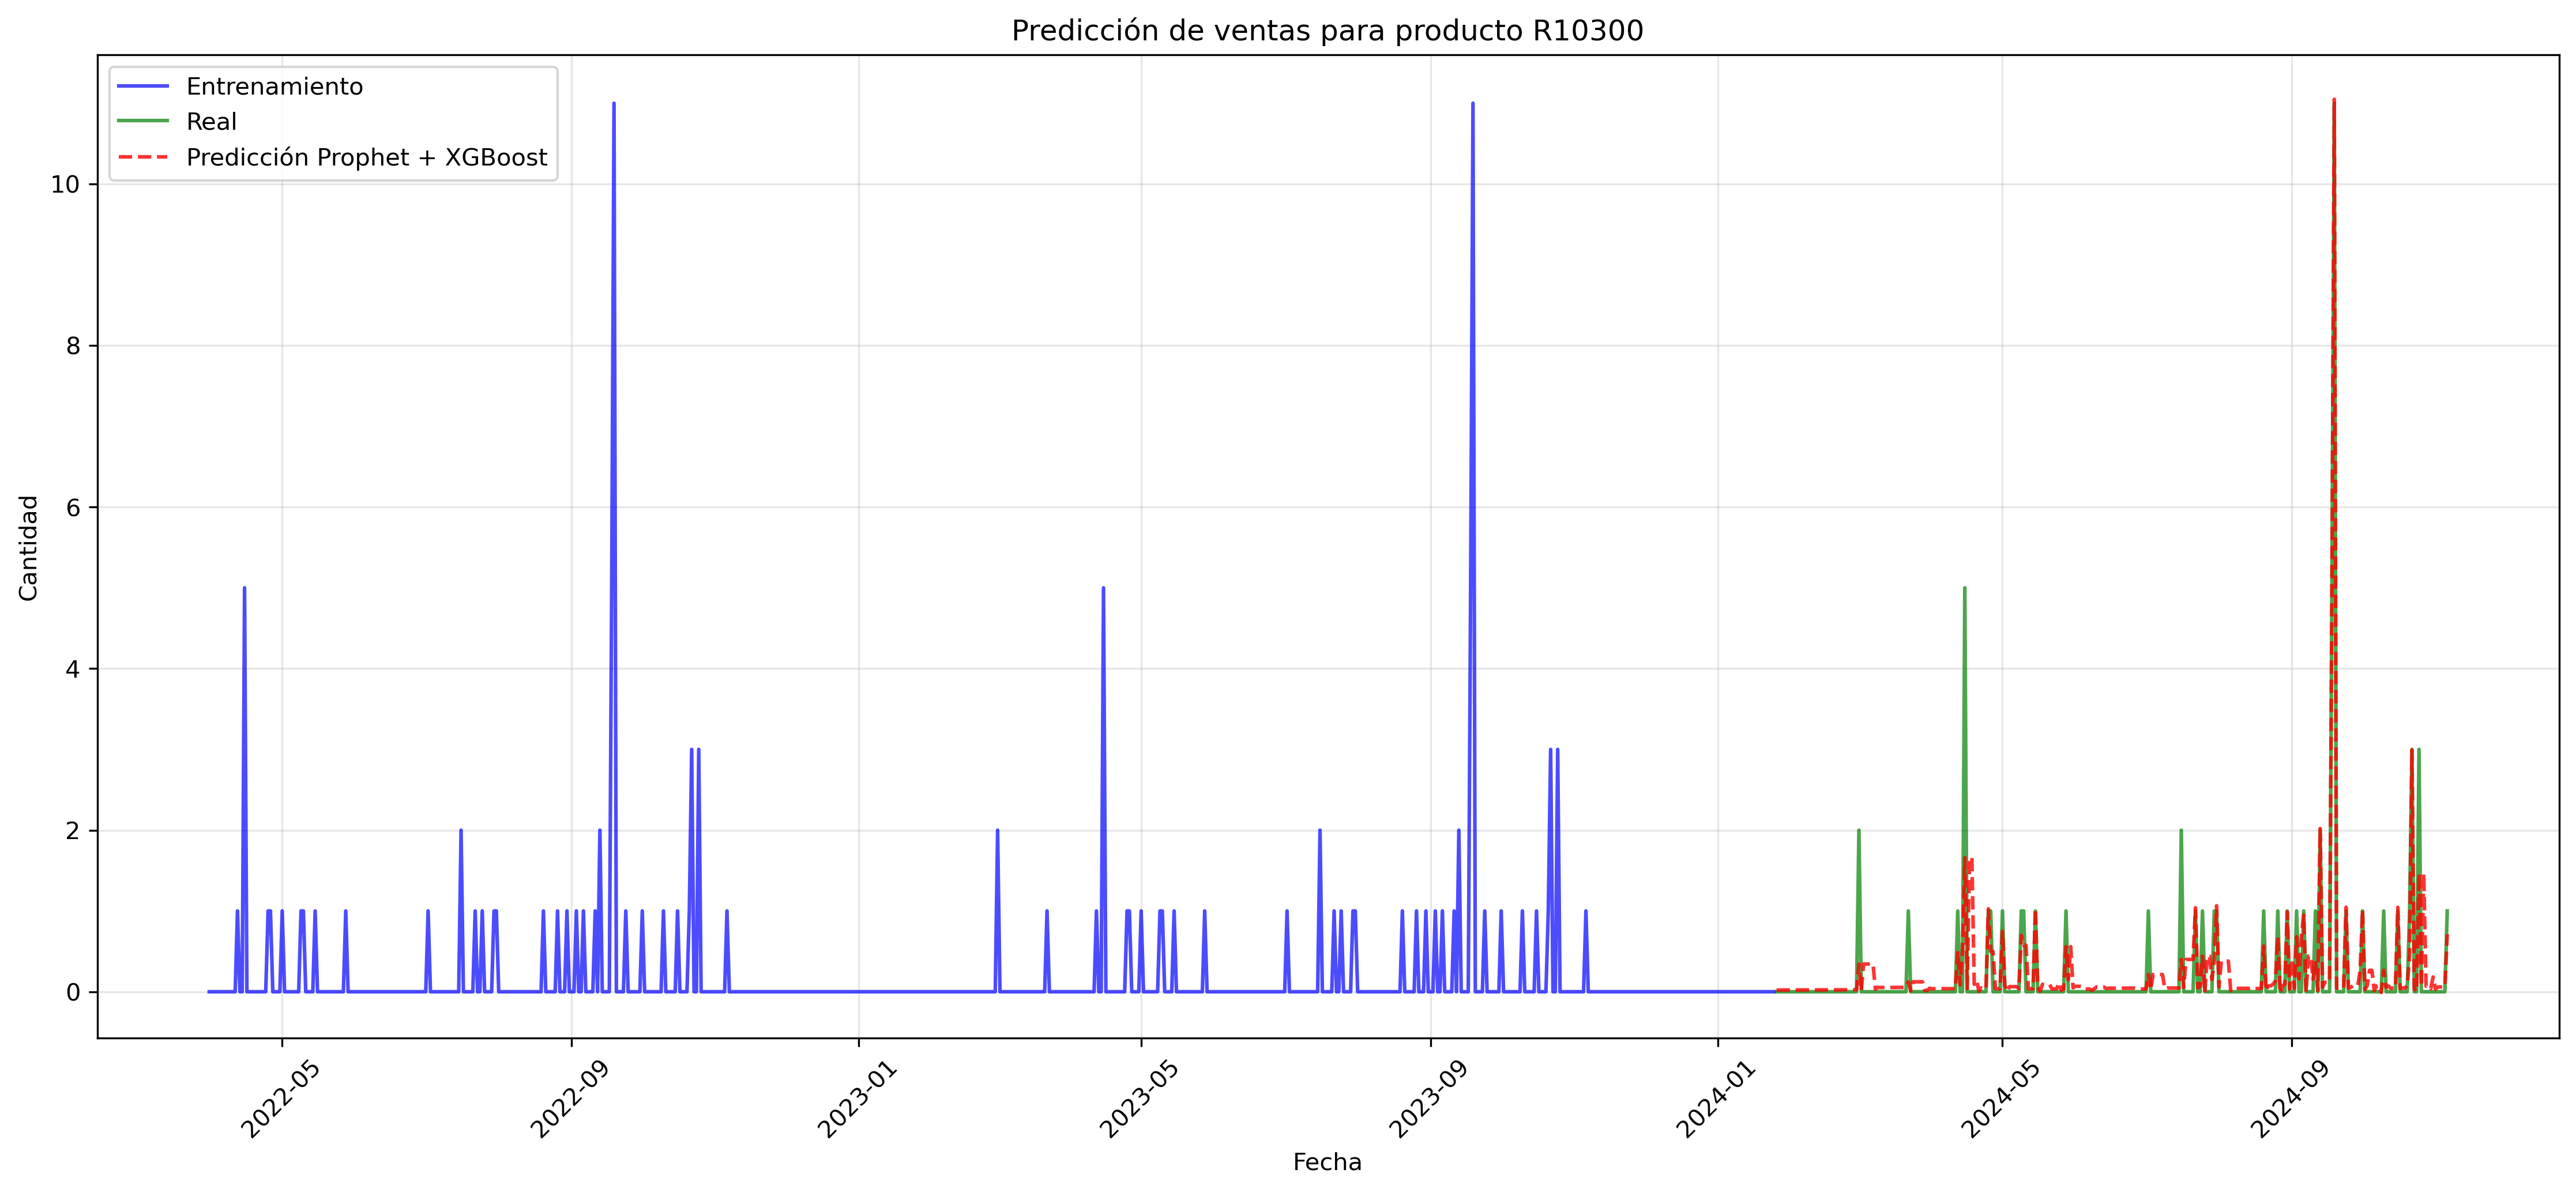 Predicción de ventas para producto R10300
Entrenamiento
Real
Predicción Prophet + XGBoost
10
8
6
4
2
0
Cantidad
2022-05
2022-09
2023-01
2023-05
2023-09
2024-01
2024-05
2024-09
Fecha